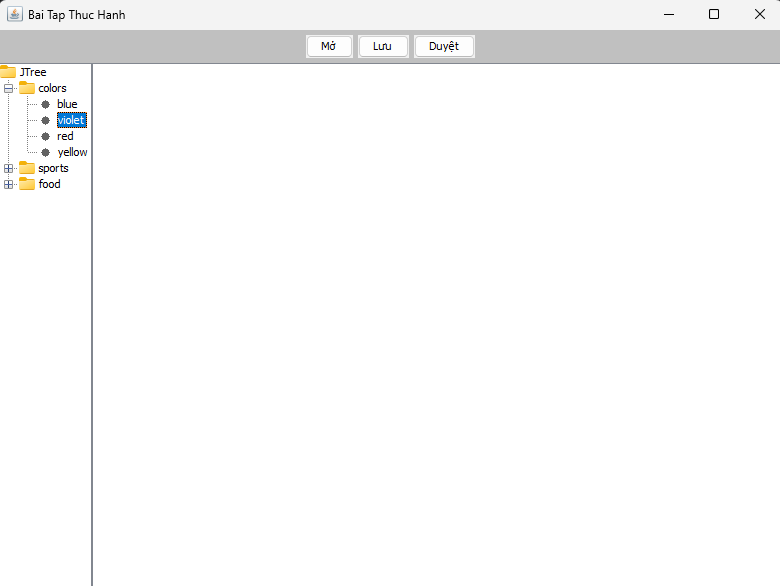 Bai Tap Thuc Hanh
Mở Lưu Duyệt
JTree
colors
blue
violet
red
yellow
sports
food